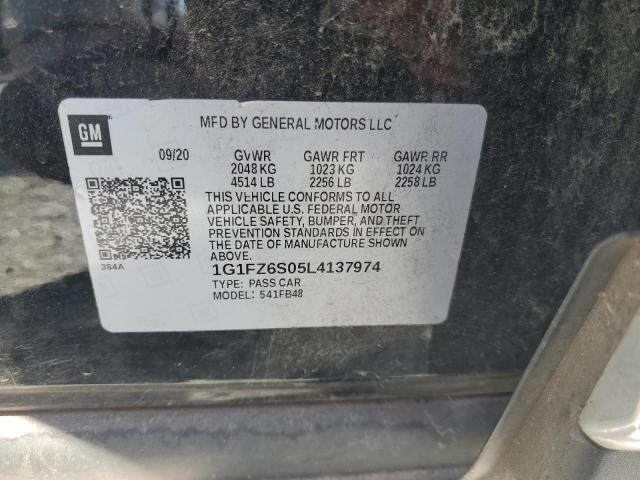 GM
MFD BY GENERAL MOTORS LLC
09/20 GVWR GAWR FRT GAWR RR
2048 KG 1023 KG 1024 KG
4514 LB 2256 LB 2258 LB
THIS VEHICLE CONFORMS TO ALL
APPLICABLE U.S. FEDERAL MOTOR
VEHICLE SAFETY, BUMPER, AND THEFT
PREVENTION STANDARDS IN EFFECT
ON THE DATE OF MANUFACTURE SHOWN
ABOVE.
384A
1G1FZ6S05L4137974
TYPE: PASS CAR
MODEL: 541FB48